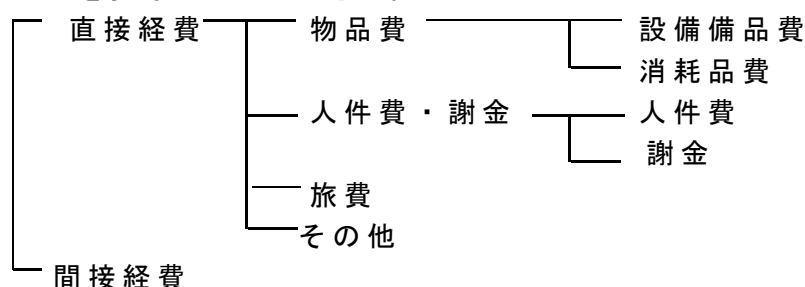 直接経費 物品費 設備備品費
消耗品費
人件費・謝金 人件費
謝金
旅費
その他
間接経費